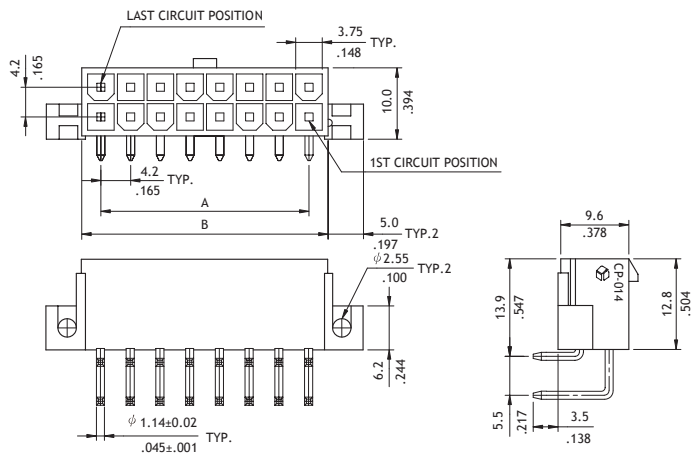 LAST CIRCUIT POSITION
3.75
.148
TYP.
4.2
.165
10.0
.394
1ST CIRCUIT POSITION
4.2
.165
TYP.
A
B
5.0
.197
TYP.2
ϕ2.55
.100
TYP.2
6.2
.244
ϕ 1.14±0.02
.045±.001
TYP.
9.6
.378
CP-014
13.9
.547
12.8
.504
5.5
.217
3.5
.138